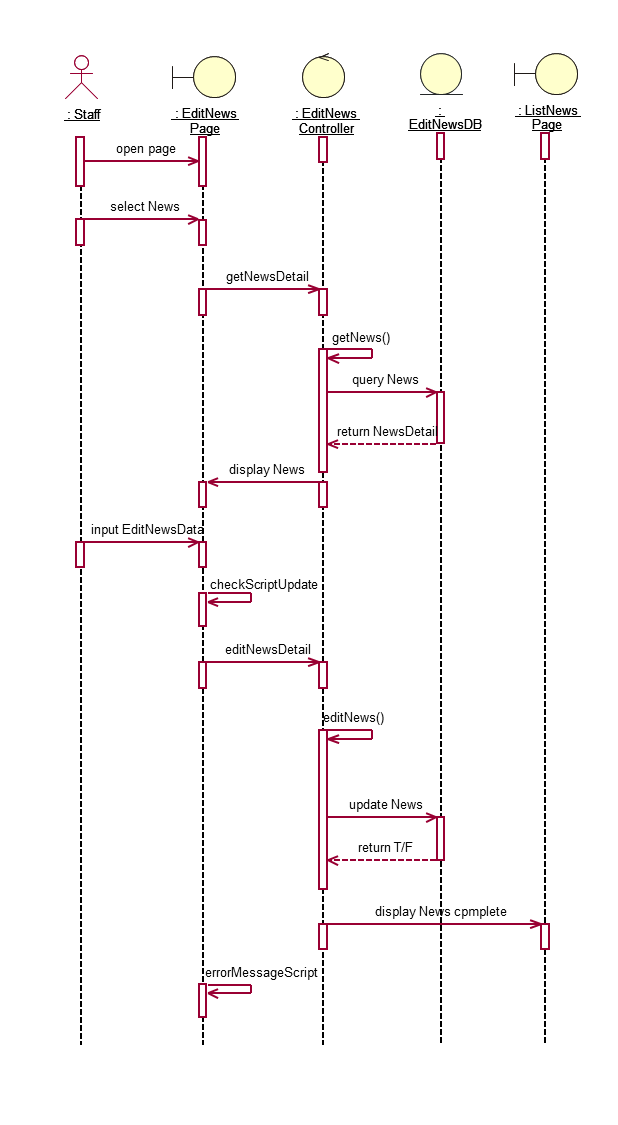 : Staff
: EditNews
Page
: EditNews
Controller
:
EditNewsDB
: ListNews
Page
open page
select News
getNewsDetail
getNews()
query News
return NewsDetail
display News
input EditNewsData
checkScriptUpdate
editNewsDetail
editNews()
update News
return T/F
display News cpmplete
errorMessageScript